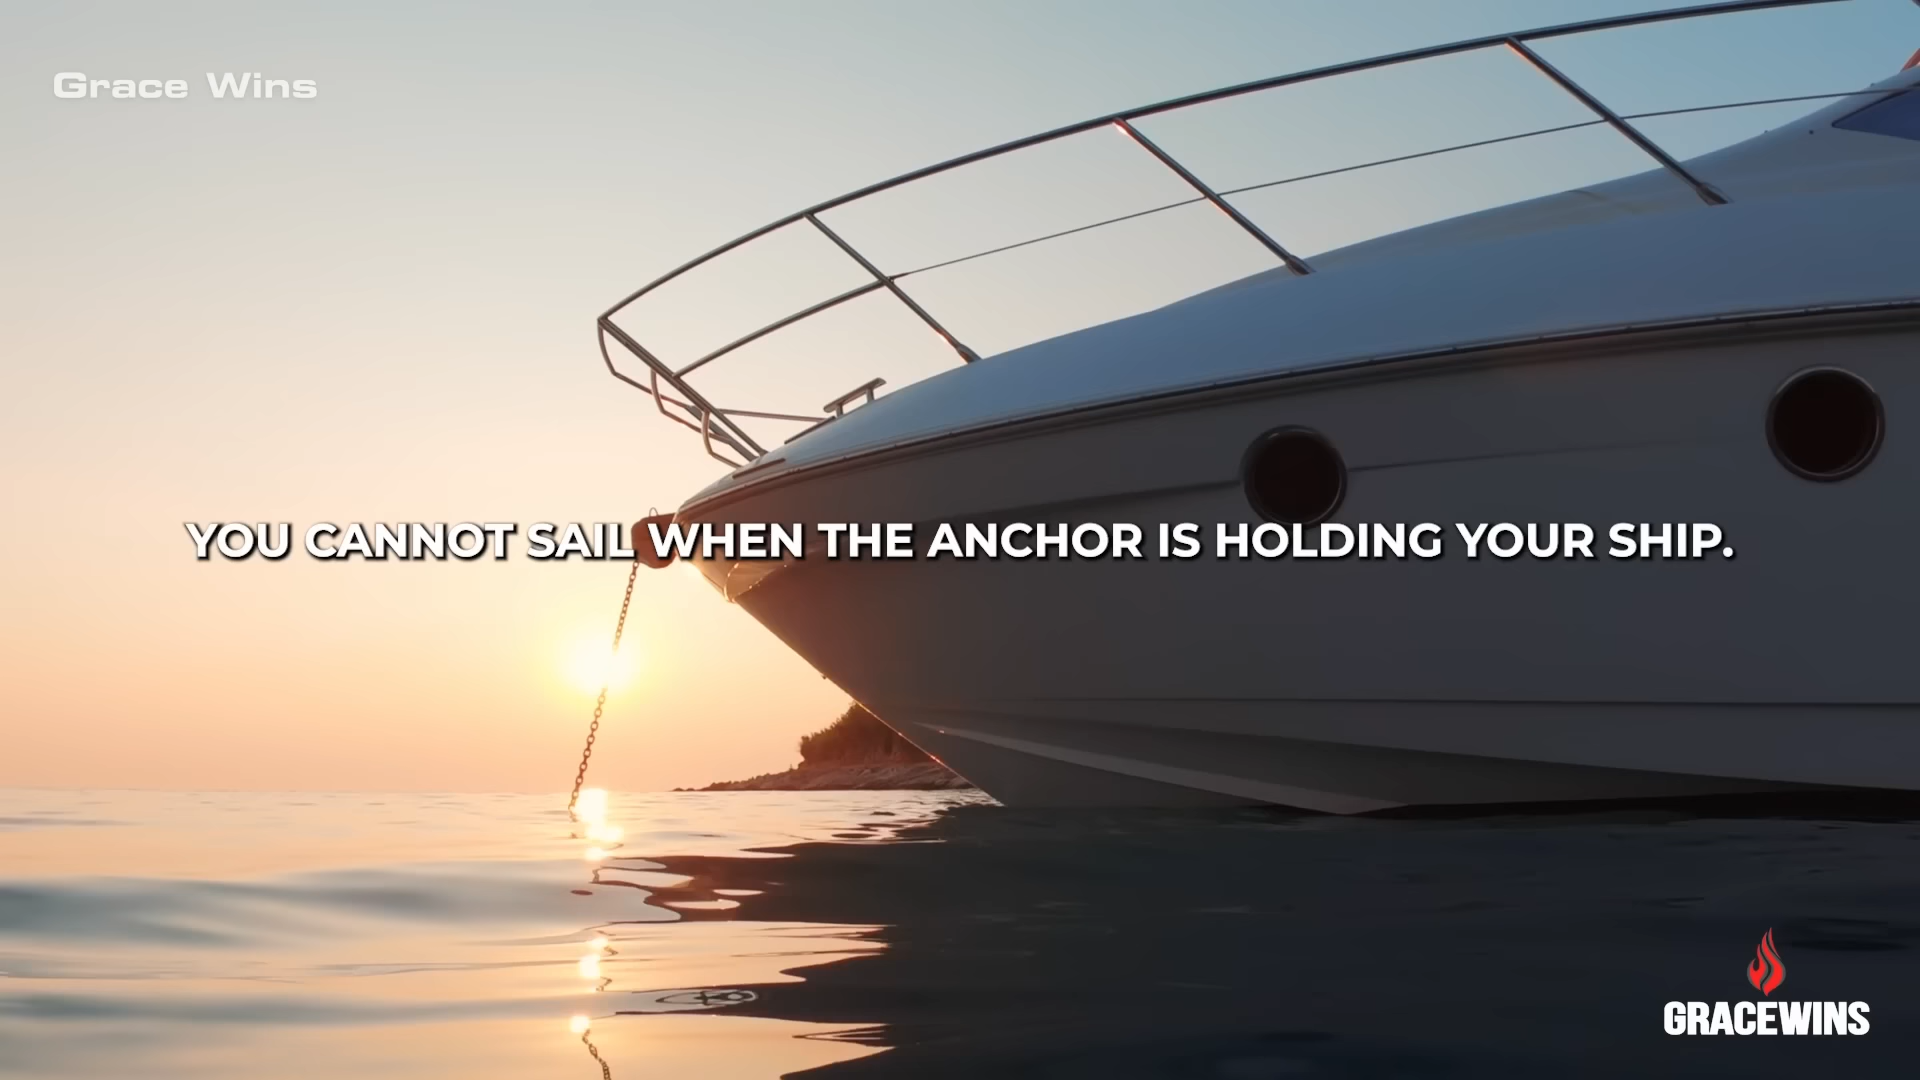 Grace Wins
YOU CANNOT SAIL WHEN THE ANCHOR IS HOLDING YOUR SHIP.
GRACEWINS